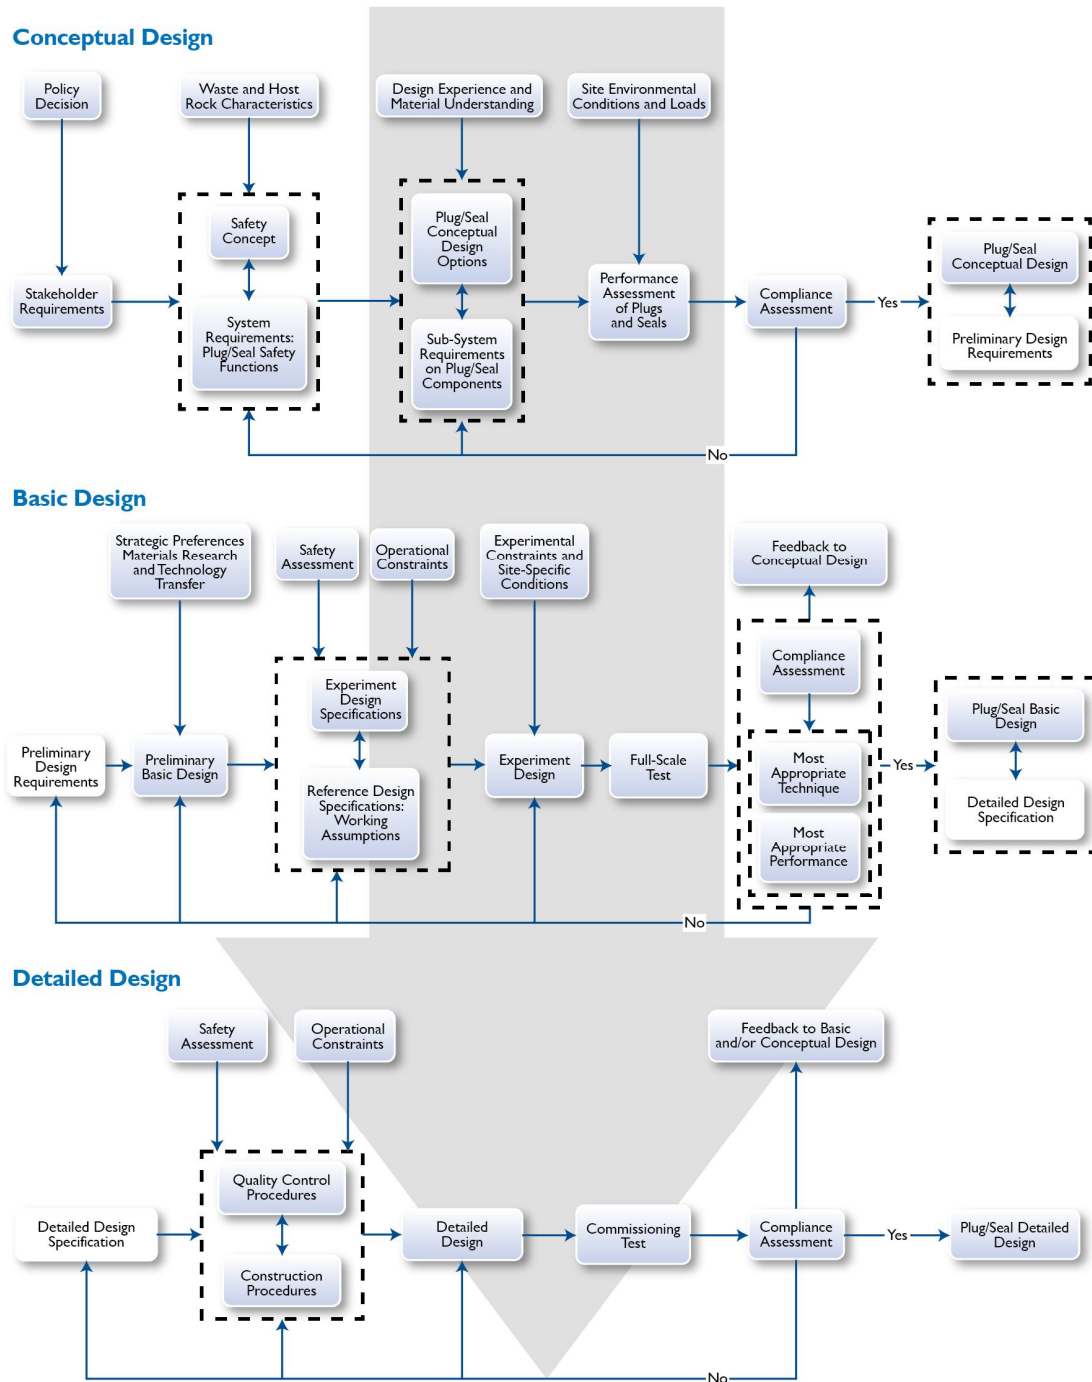 Conceptual Design
Policy
Decision
Waste and Host
Rock Characteristics
Design Experience and
Material Understanding
Site Environmental
Conditions and Loads
Safety
Concept
Plug/Seal
Conceptual
Design
Options
Plug/Seal
Conceptual Design
Stakeholder
Requirements
System
Requirements:
Plug/Seal Safety
Functions
Sub-System
Requirements
on Plug/Seal
Components
Performance
Assessment
of Plugs
and Seals
Compliance
Assessment
Yes
Preliminary Design
Requirements
No
Basic Design
Strategic Preferences
Materials Research
and Technology
Transfer
Safety
Assessment
Operational
Constraints
Experimental
Constraints and
Site-Specific
Conditions
Feedback to
Conceptual Design
Compliance
Assessment
Experiment
Design
Specifications
Plug/Seal Basic
Design
Preliminary
Design
Requirements
Preliminary
Basic Design
Reference Design
Specifications:
Working
Assumptions
Experiment
Design
Full-Scale
Test
Most
Appropriate
Technique
Most
Appropriate
Performance
Yes
Detailed Design
Specification
No
Detailed Design
Safety
Assessment
Operational
Constraints
Feedback to Basic
and/or Conceptual Design
Quality Control
Procedures
Detailed Design
Specification
Construction
Procedures
Detailed
Design
Commissioning
Test
Compliance
Assessment
Yes
Plug/Seal Detailed
Design
No